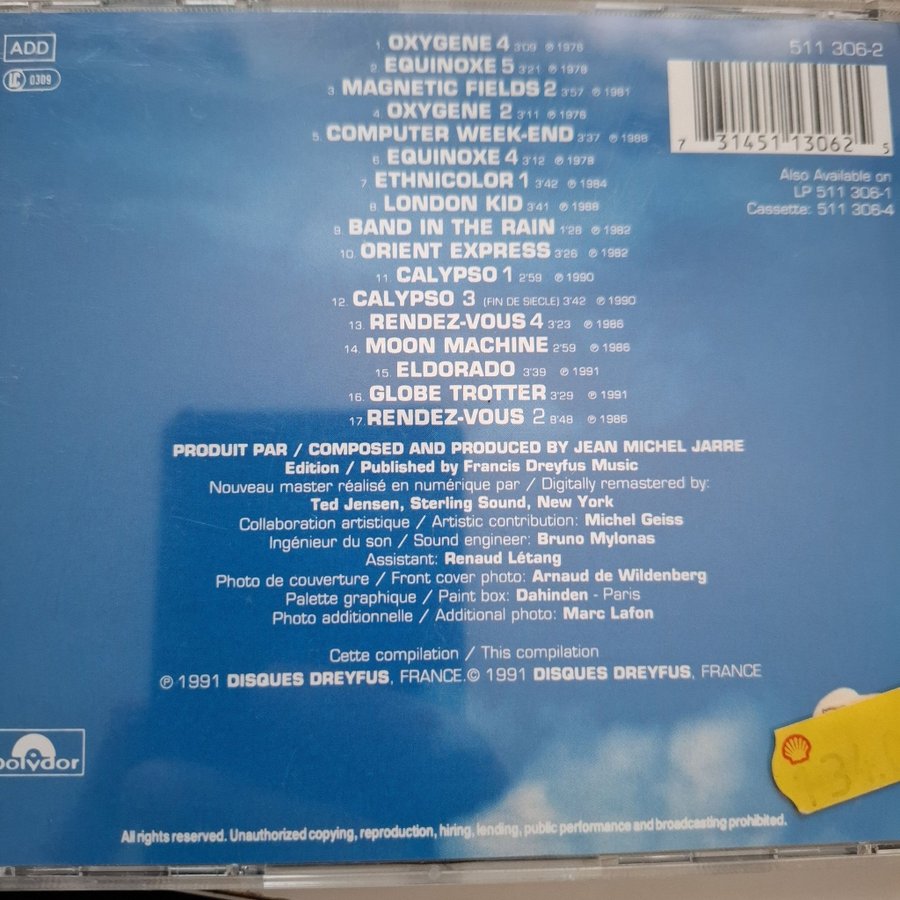 ADD
LC 0309
511 306-2
7 31451 13062 5
Also Available on
LP 511 306-1
Cassette: 511 306-4
1. OXYGENE 4 3'09 ℗ 1976
2. EQUINOXE 5 3'21 ℗ 1978
3. MAGNETIC FIELDS 2 3'57 ℗ 1981
4. OXYGENE 2 3'11 ℗ 1976
5. COMPUTER WEEK-END 3'37 ℗ 1988
6. EQUINOXE 4 3'12 ℗ 1978
7. ETHNICOLOR 1 3'42 ℗ 1984
8. LONDON KID 3'41 ℗ 1988
9. BAND IN THE RAIN 1'28 ℗ 1982
10. ORIENT EXPRESS 3'26 ℗ 1982
11. CALYPSO 1 2'59 ℗ 1990
12. CALYPSO 3 (FIN DE SIECLE) 3'42 ℗ 1990
13. RENDEZ-VOUS 4 3'23 ℗ 1986
14. MOON MACHINE 2'59 ℗ 1986
15. ELDORADO 3'39 ℗ 1991
16. GLOBE TROTTER 3'29 ℗ 1991
17. RENDEZ-VOUS 2 8'48 ℗ 1986
PRODUIT PAR / COMPOSED AND PRODUCED BY JEAN MICHEL JARRE
Edition / Published by Francis Dreyfus Music
Nouveau master réalisé en numérique par / Digitally remastered by:
Ted Jensen, Sterling Sound, New York
Collaboration artistique / Artistic contribution: Michel Geiss
Ingénieur du son / Sound engineer: Bruno Mylonas
Assistant: Renaud Létang
Photo de couverture / Front cover photo: Arnaud de Wildenberg
Palette graphique / Paint box: Dahinden - Paris
Photo additionnelle / Additional photo: Marc Lafon
Cette compilation / This compilation
℗ 1991 DISQUES DREYFUS, FRANCE.© 1991 DISQUES DREYFUS, FRANCE
polydor
All rights reserved. Unauthorized copying, reproduction, hiring, lending, public performance and broadcasting prohibited.